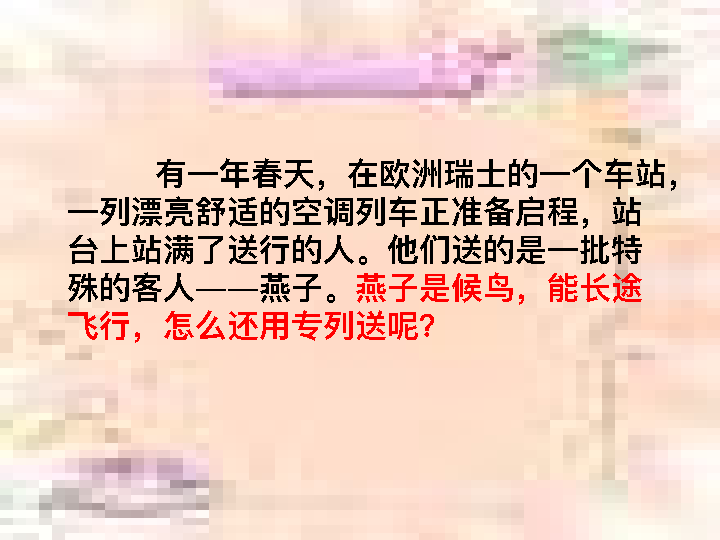 有一年春天，在欧洲瑞士的一个车站，
一列漂亮舒适的空调列车正准备启程，站
台上站满了送行的人。他们送的是一批特
殊的客人——燕子。燕子是候鸟，能长途
飞行，怎么还用专列送呢？